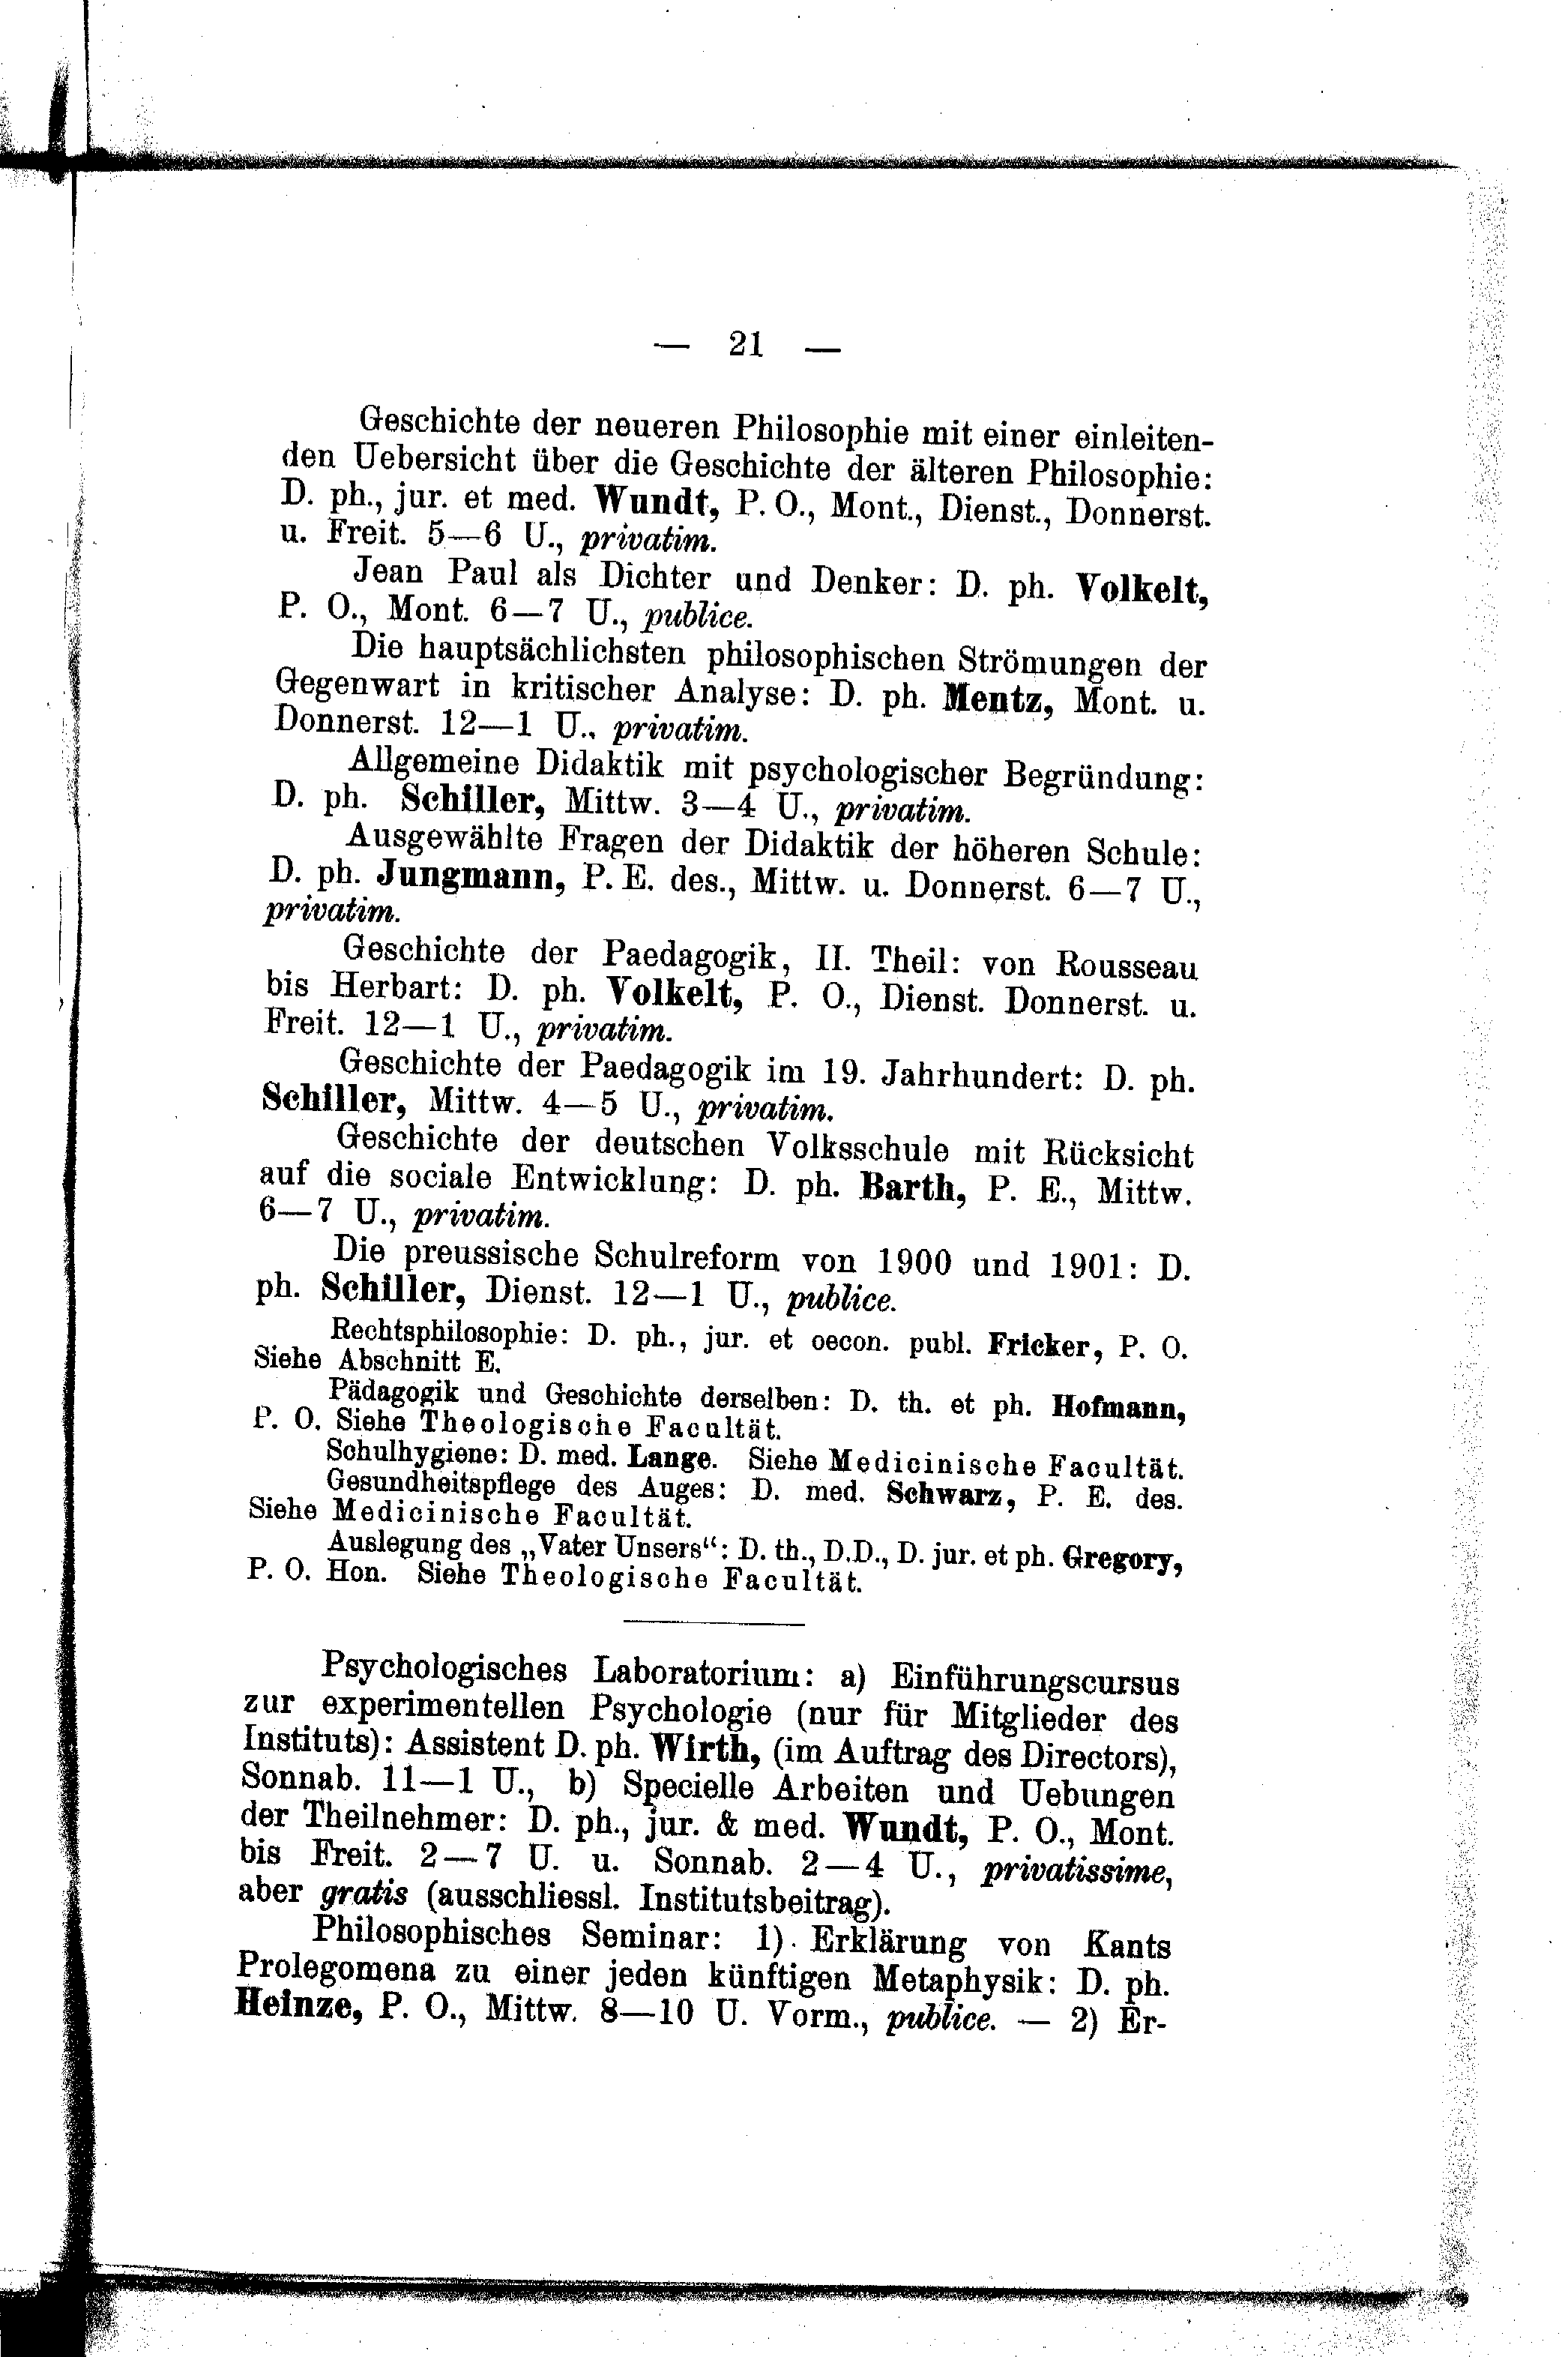 — 21 —
Geschichte der neueren Philosophie mit einer einleiten-
den Uebersicht über die Geschichte der älteren Philosophie:
D. ph., jur. et med. Wundt, P. O., Mont., Dienst., Donnerst.
u. Freit. 5—6 U., privatim.
Jean Paul als Dichter und Denker: D. ph. Volkelt,
P. O., Mont. 6—7 U., publice.
Die hauptsächlichsten philosophischen Strömungen der
Gegenwart in kritischer Analyse: D. ph. Mentz, Mont. u.
Donnerst. 12—1 U., privatim.
Allgemeine Didaktik mit psychologischer Begründung:
D. ph. Schiller, Mittw. 3—4 U., privatim.
Ausgewählte Fragen der Didaktik der höheren Schule:
D. ph. Jungmann, P. E. des., Mittw. u. Donnerst. 6—7 U.,
privatim.
Geschichte der Paedagogik, II. Theil: von Rousseau
bis Herbart: D. ph. Volkelt, P. O., Dienst. Donnerst. u.
Freit. 12—1 U., privatim.
Geschichte der Paedagogik im 19. Jahrhundert: D. ph.
Schiller, Mittw. 4—5 U., privatim.
Geschichte der deutschen Volksschule mit Rücksicht
auf die sociale Entwicklung: D. ph. Barth, P. E., Mittw.
6—7 U., privatim.
Die preussische Schulreform von 1900 und 1901: D.
ph. Schiller, Dienst. 12—1 U., publice.
Rechtsphilosophie: D. ph., jur. et oecon. publ. Fricker, P. O.
Siehe Abschnitt E.
Pädagogik und Geschichte derselben: D. th. et ph. Hofmann,
P. O. Siehe Theologische Facultät.
Schulhygiene: D. med. Lange. Siehe Medicinische Facultät.
Gesundheitspflege des Auges: D. med. Schwarz, P. E. des.
Siehe Medicinische Facultät.
Auslegung des „Vater Unsers“: D. th., D.D., D. jur. et ph. Gregory,
P. O. Hon. Siehe Theologische Facultät.
Psychologisches Laboratorium: a) Einführungscursus
zur experimentellen Psychologie (nur für Mitglieder des
Instituts): Assistent D. ph. Wirth, (im Auftrag des Directors),
Sonnab. 11—1 U., b) Specielle Arbeiten und Uebungen
der Theilnehmer: D. ph., jur. & med. Wundt, P. O., Mont.
bis Freit. 2—7 U. u. Sonnab. 2—4 U., privatissime,
aber gratis (ausschliessl. Institutsbeitrag).
Philosophisches Seminar: 1) Erklärung von Kants
Prolegomena zu einer jeden künftigen Metaphysik: D. ph.
Heinze, P. O., Mittw. 8—10 U. Vorm., publice. — 2) Er-